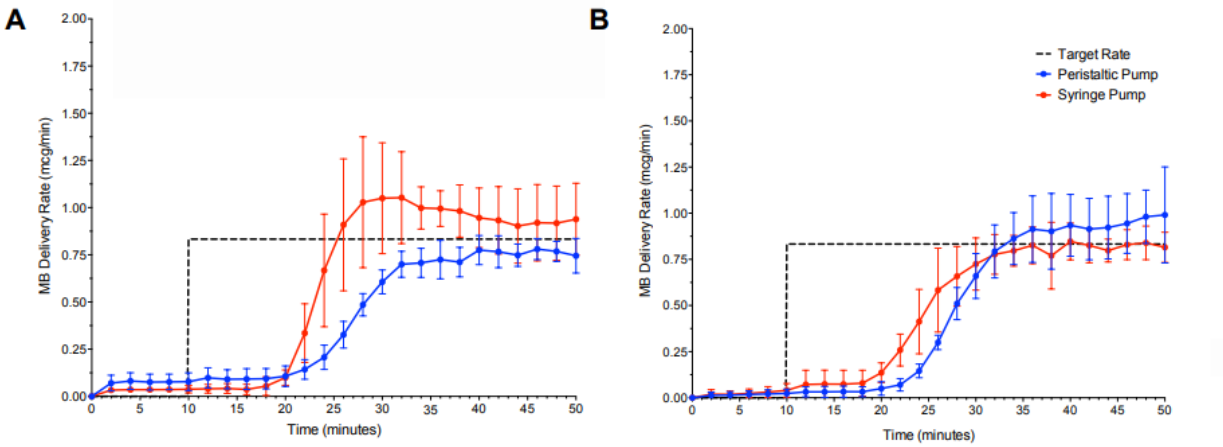 A
2.00
1.75
1.50
1.25
1.00
0.75
0.50
0.25
0.00
MB Delivery Rate (mcg/min)
0 5 10 15 20 25 30 35 40 45 50
Time (minutes)
B
2.00
1.75
1.50
1.25
1.00
0.75
0.50
0.25
0.00
MB Delivery Rate (mcg/min)
Target Rate
Peristaltic Pump
Syringe Pump
0 5 10 15 20 25 30 35 40 45 50
Time (minutes)